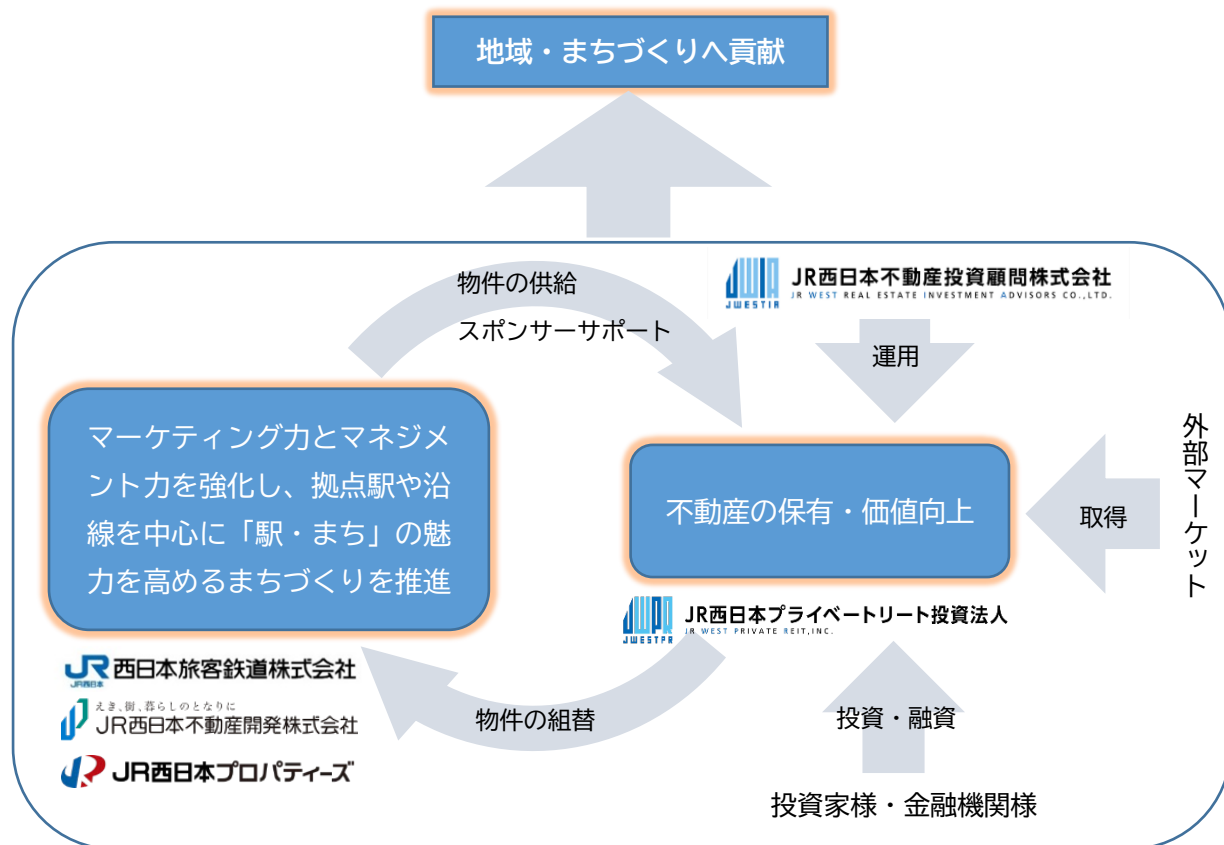 地域・まちづくりへ貢献
物件の供給
スポンサーサポート
JWIA
JWESTIA
JR西日本不動産投資顧問株式会社
JR WEST REAL ESTATE INVESTMENT ADVISORS CO.,LTD.
運用
マーケティング力とマネジメ
ント力を強化し、拠点駅や沿
線を中心に「駅・まち」の魅
力を高めるまちづくりを推進
不動産の保有・価値向上
取得
外部マーケット
JWPR
JWESTPR
JR西日本プライベートリート投資法人
JR WEST PRIVATE REIT,INC.
JR
JR西日本
西日本旅客鉄道株式会社
えき、街、暮らしのとなりに
JR西日本不動産開発株式会社
JR西日本プロパティーズ
物件の組替
投資・融資
投資家様・金融機関様